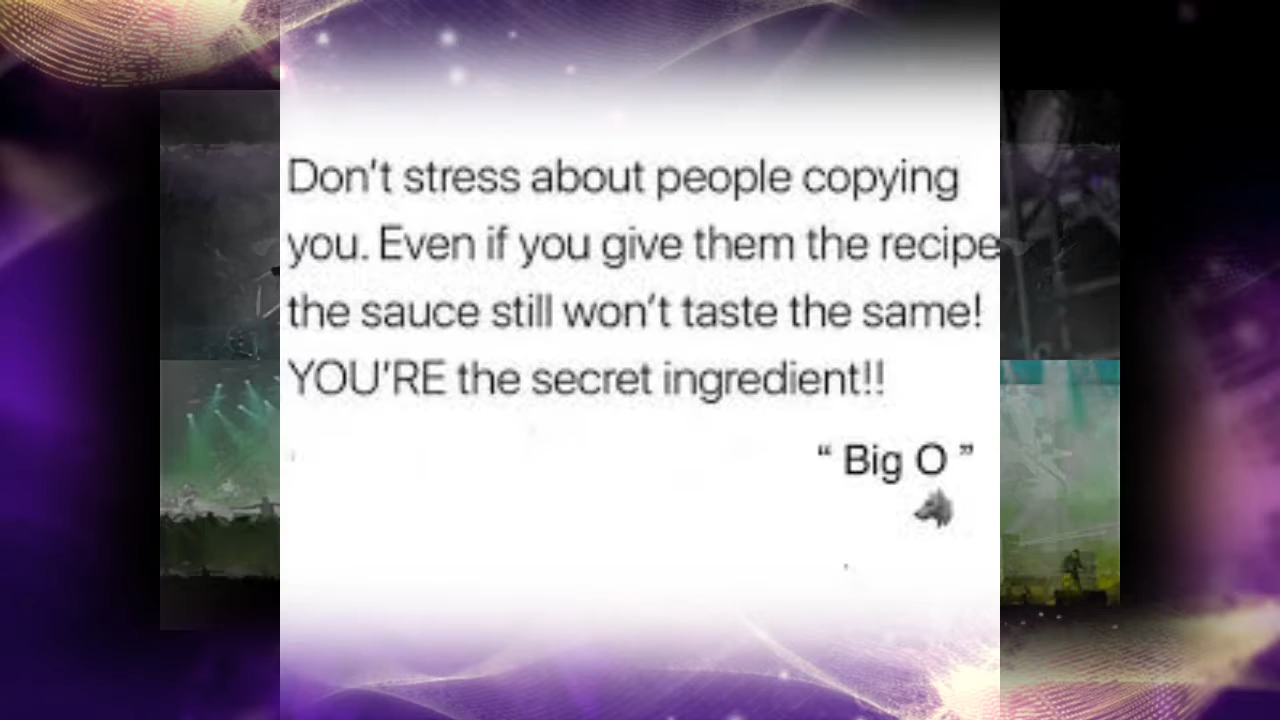 Don't stress about people copying
you. Even if you give them the recipe
the sauce still won't taste the same!
YOU'RE the secret ingredient!!
“ Big O ”